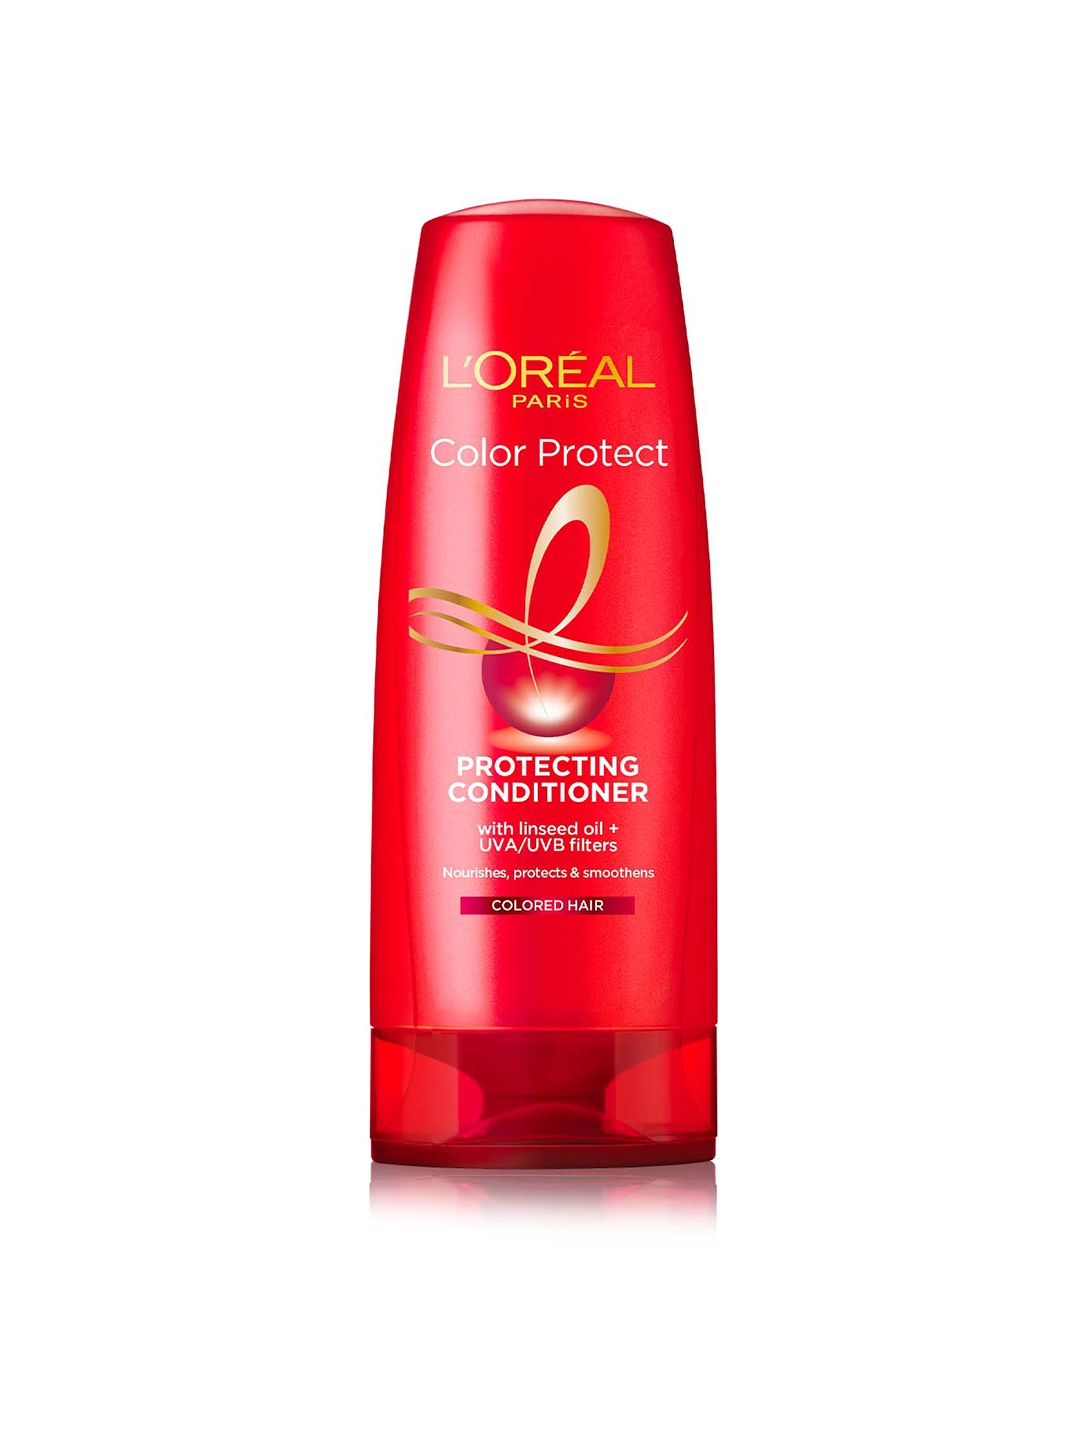 L'ORÉAL
PARiS
Color Protect
PROTECTING
CONDITIONER
with linseed oil +
UVA/UVB filters
Nourishes, protects & smoothens
COLORED HAIR